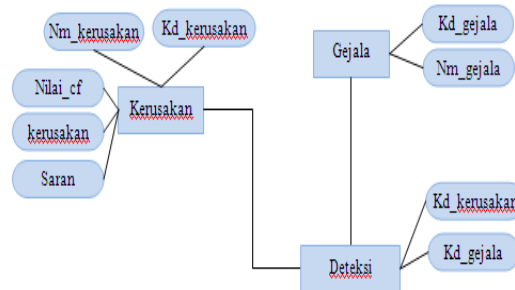 Nm_kerusakan
Kd_kerusakan
Kd_gejala
Gejala
Nm_gejala
Nilai_cf
Kerusakan
kerusakan
Saran
Kd_kerusakan
Kd_gejala
Deteksi